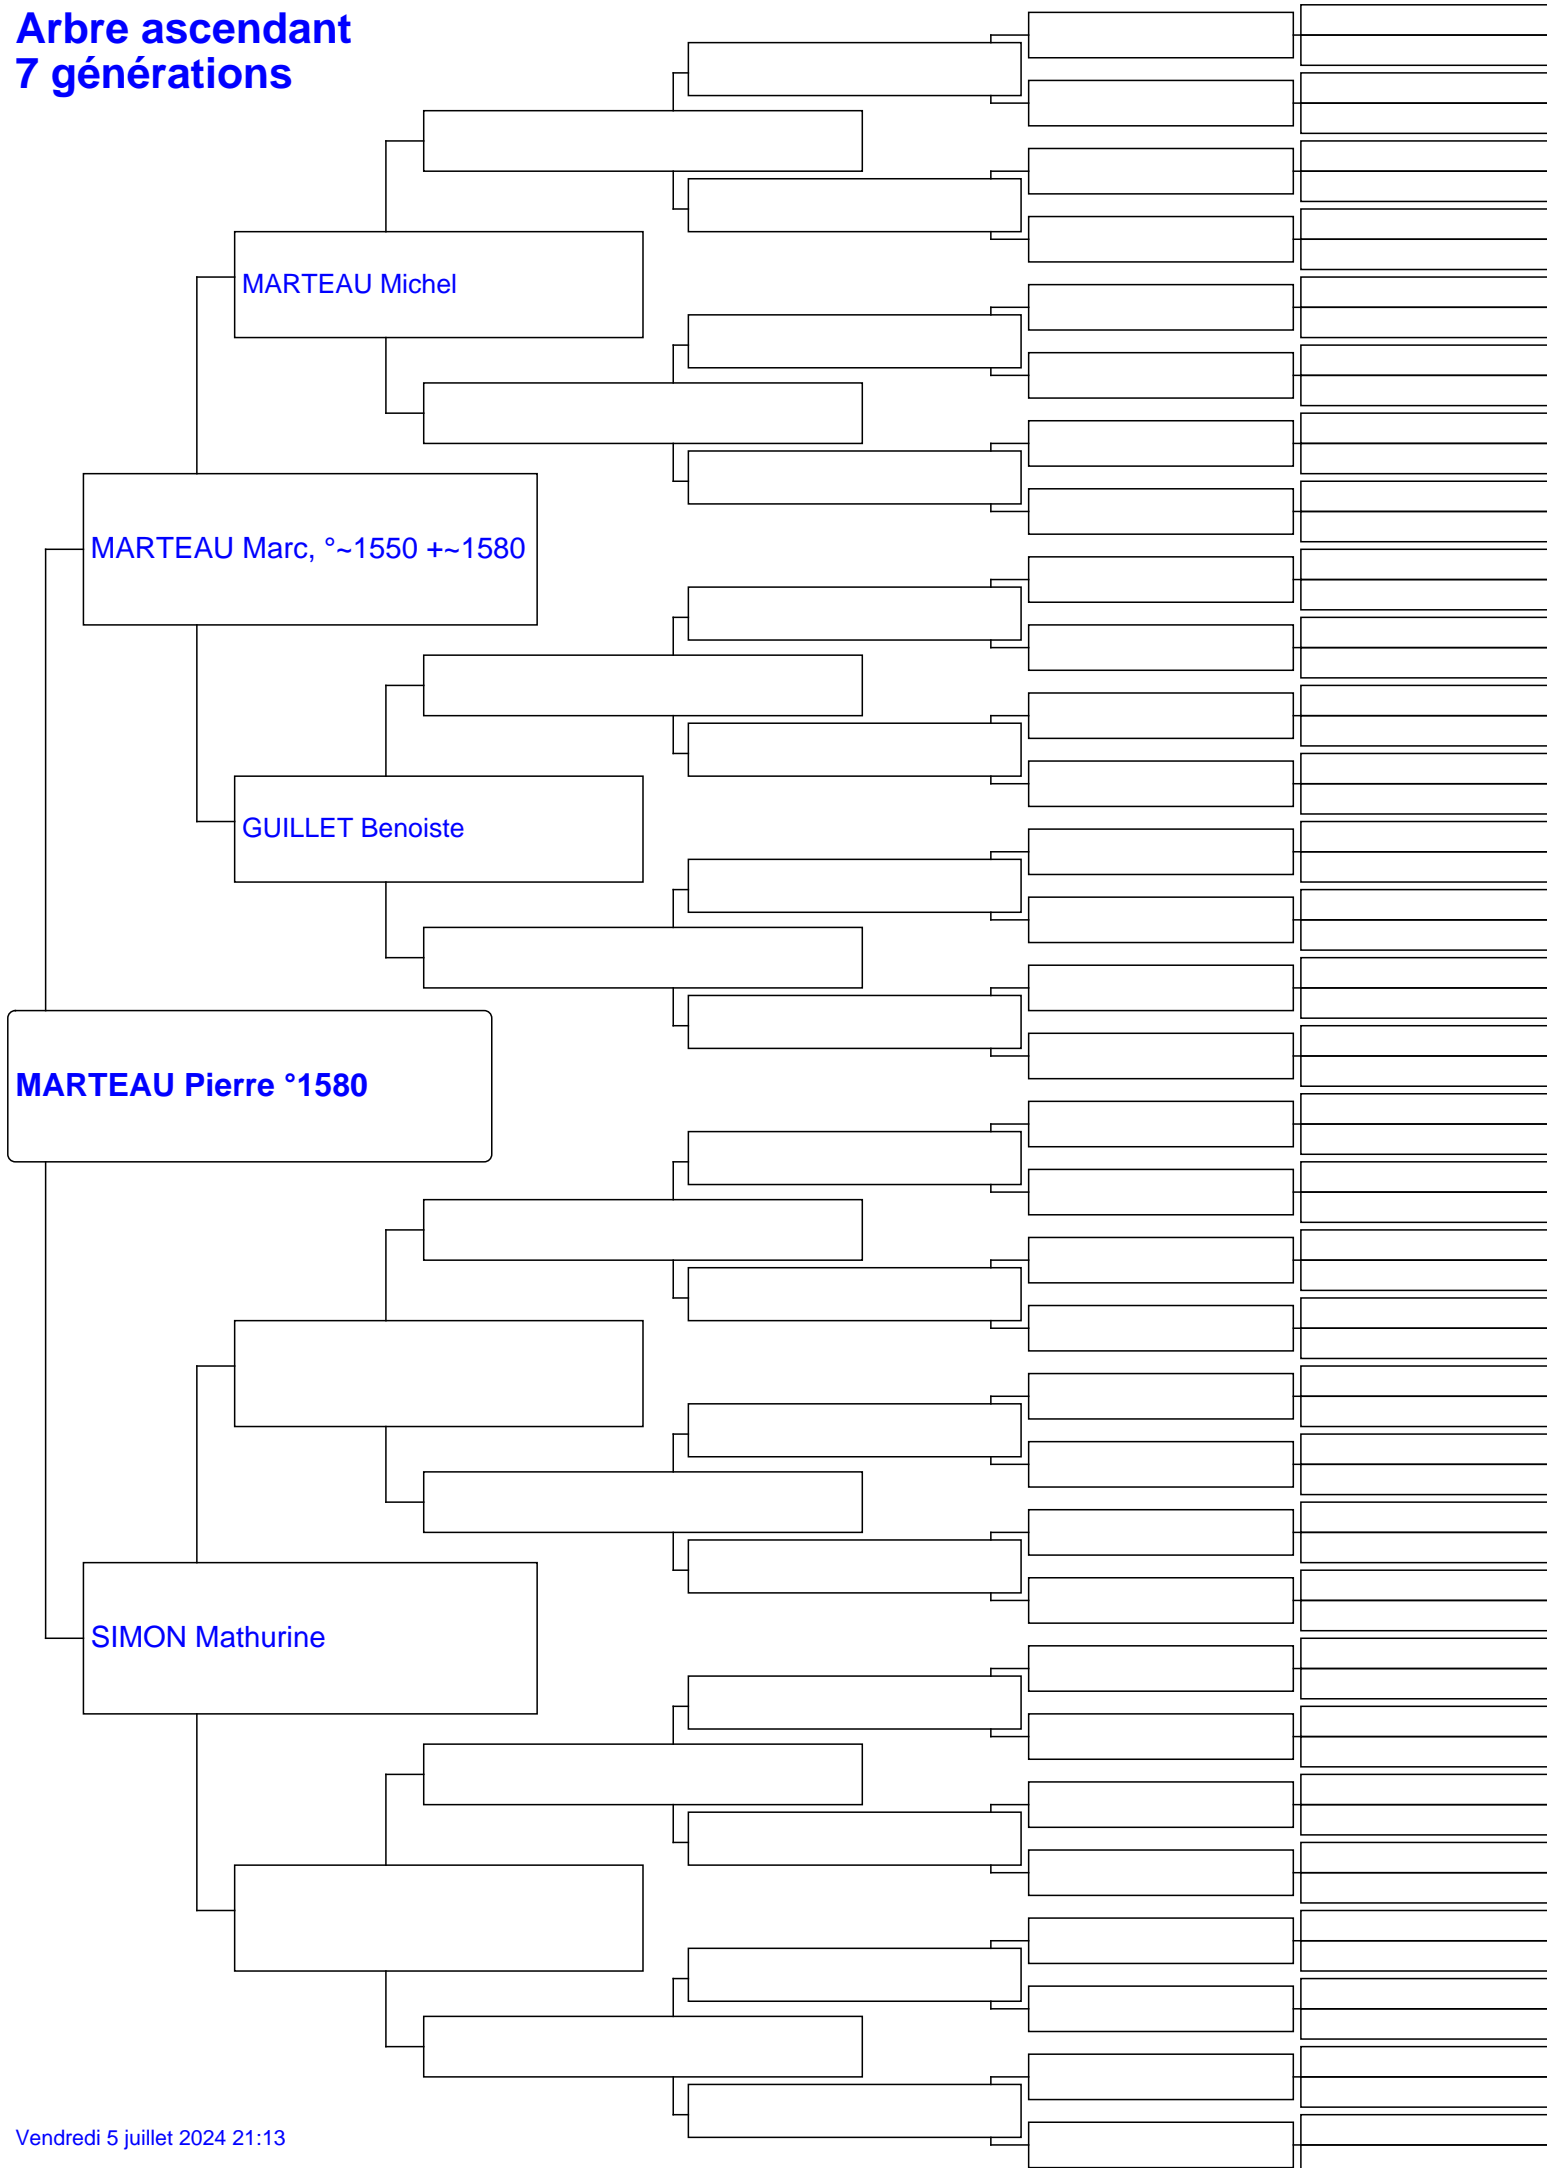 Arbre ascendant
7 générations
MARTEAU Michel
MARTEAU Marc, °~1550 +~1580
GUILLET Benoiste
MARTEAU Pierre °1580
SIMON Mathurine
Vendredi 5 juillet 2024 21:13